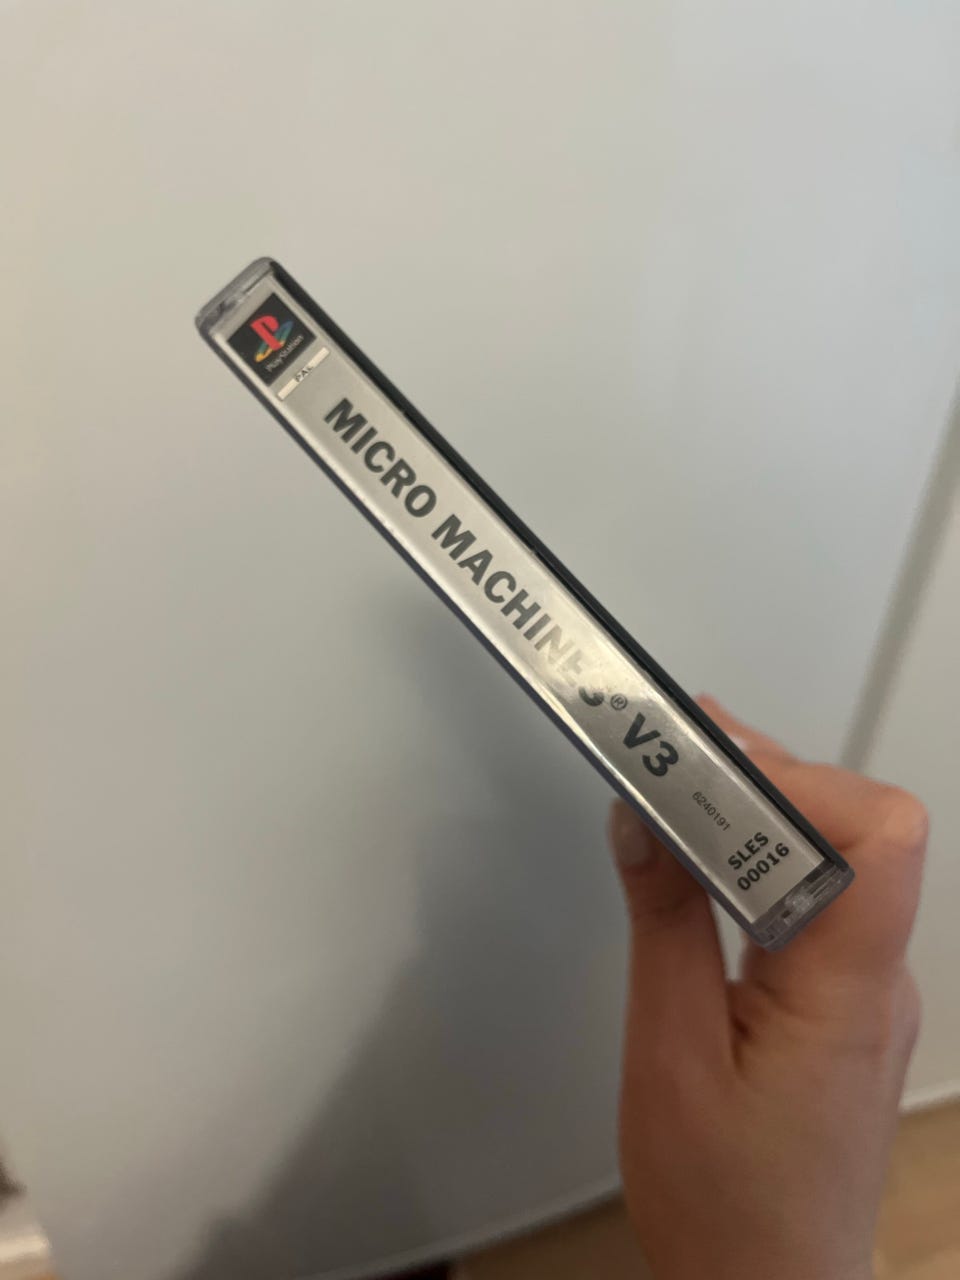 PlayStation
PAL
MICRO MACHINES® V3
6240191
SLES
00016